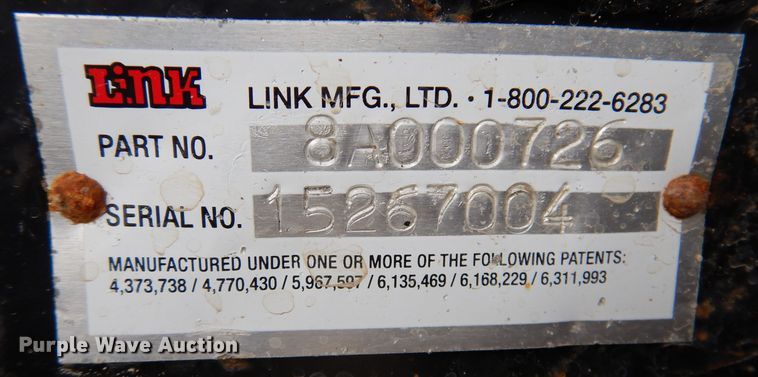 Link
LINK MFG., LTD. · 1-800-222-6283
PART NO. 8A000726
SERIAL NO. 15267004
MANUFACTURED UNDER ONE OR MORE OF THE FOLLOWING PATENTS:
4,373,738 / 4,770,430 / 5,967,597 / 6,135,469 / 6,168,229 / 6,311,993
Purple Wave Auction